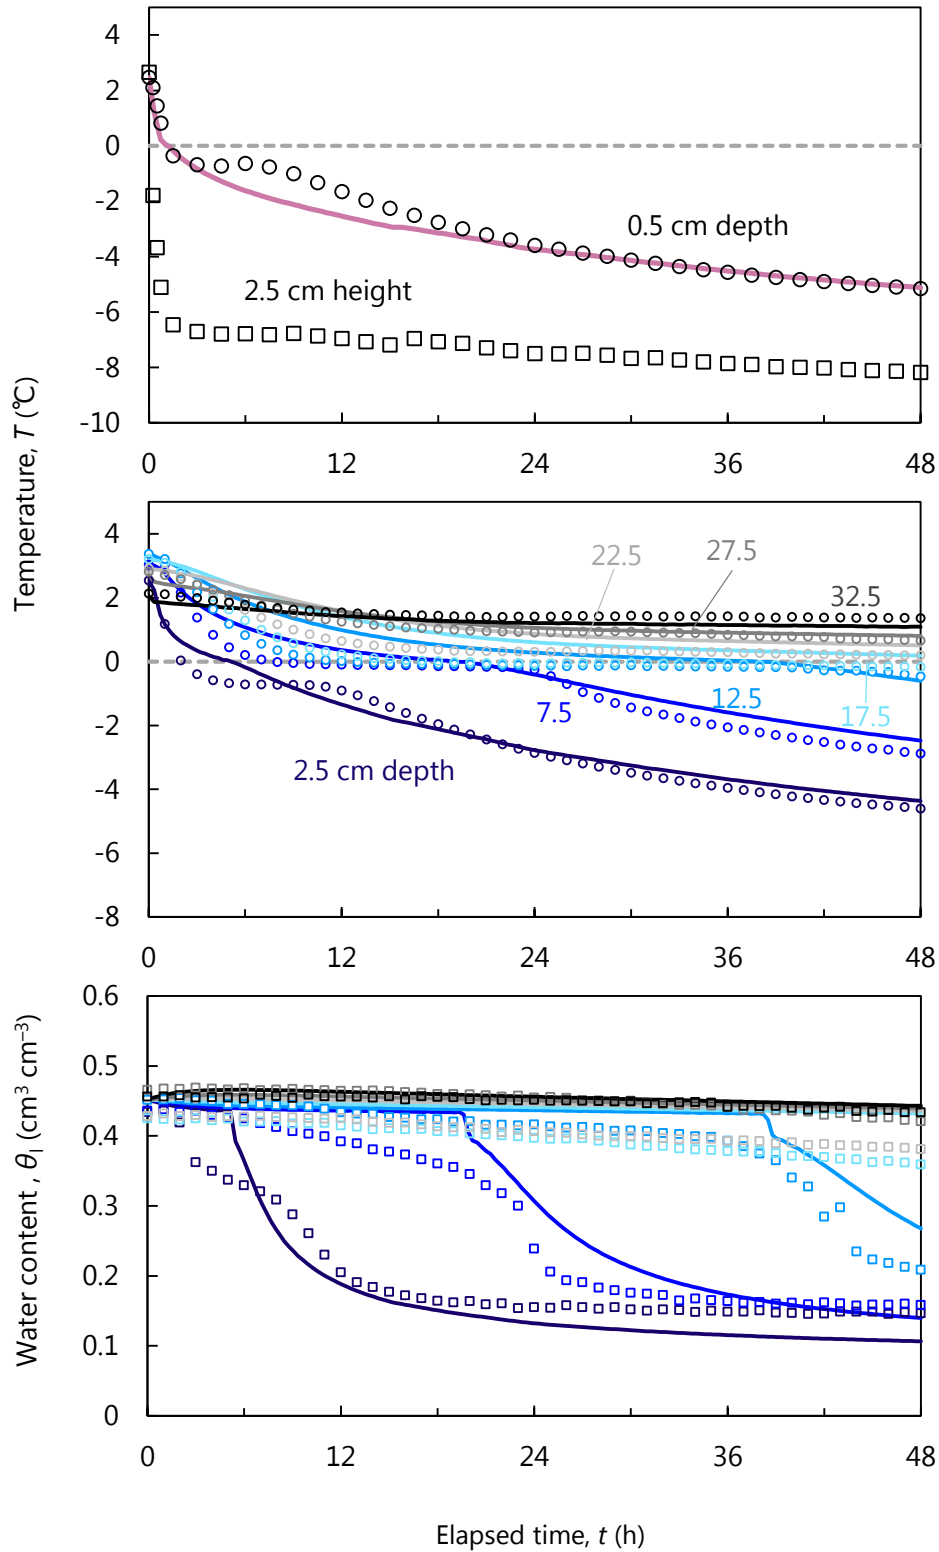 4
2
0
-2
-4
-6
-8
-10
0.5 cm depth
2.5 cm height
0 12 24 36 48
Temperature, T (℃)
4
2
0
-2
-4
-6
-8
22.5 27.5
32.5
7.5 12.5 17.5
2.5 cm depth
0 12 24 36 48
0.6
0.5
0.4
0.3
0.2
0.1
0
Water content , θl (cm³ cm⁻³)
0 12 24 36 48
Elapsed time, t (h)